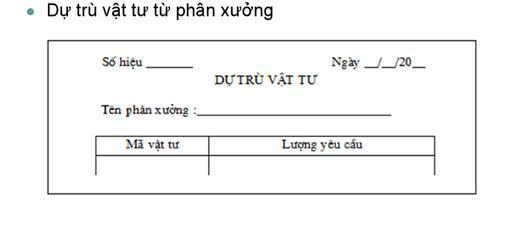 • Dự trù vật tư từ phân xưởng
Số hiệu _______ Ngày __/__/20__
DỰ TRÙ VẬT TƯ
Tên phân xưởng :_____________________________
Mã vật tư Lượng yêu cầu